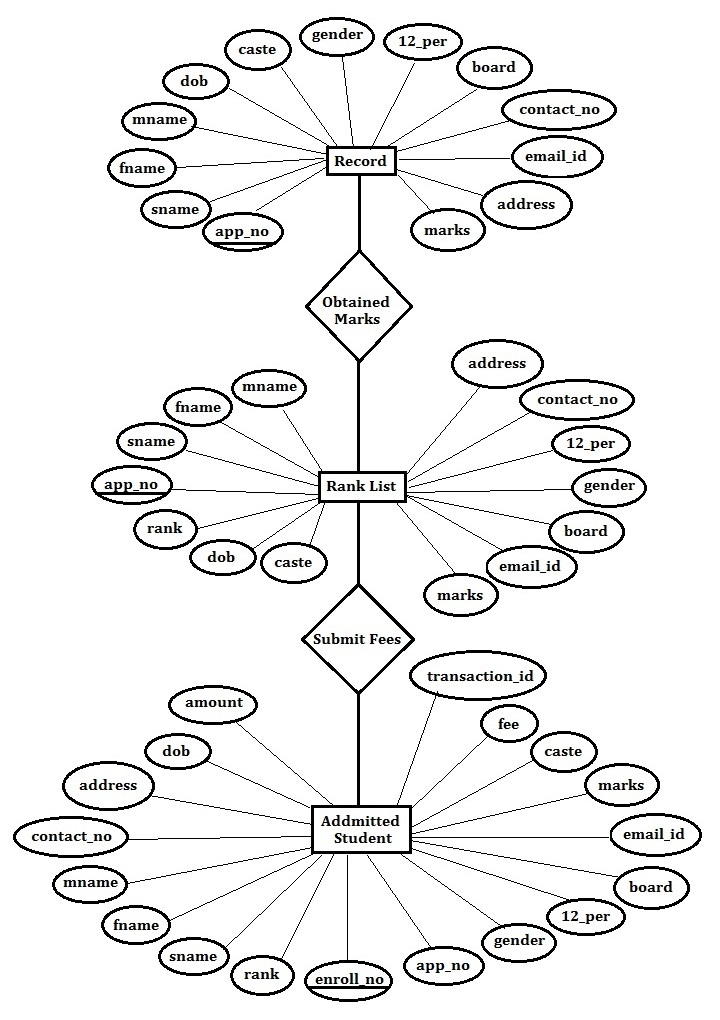 gender
12_per
caste
board
dob
contact_no
mname
email_id
Record
fname
address
sname
marks
app_no
Obtained
Marks
address
mname
contact_no
fname
12_per
sname
gender
app_no
Rank List
rank
board
dob
caste
email_id
marks
Submit Fees
transaction_id
amount
fee
dob
caste
address
marks
Addmitted
Student
contact_no
email_id
mname
board
fname
12_per
sname
gender
rank
enroll_no
app_no